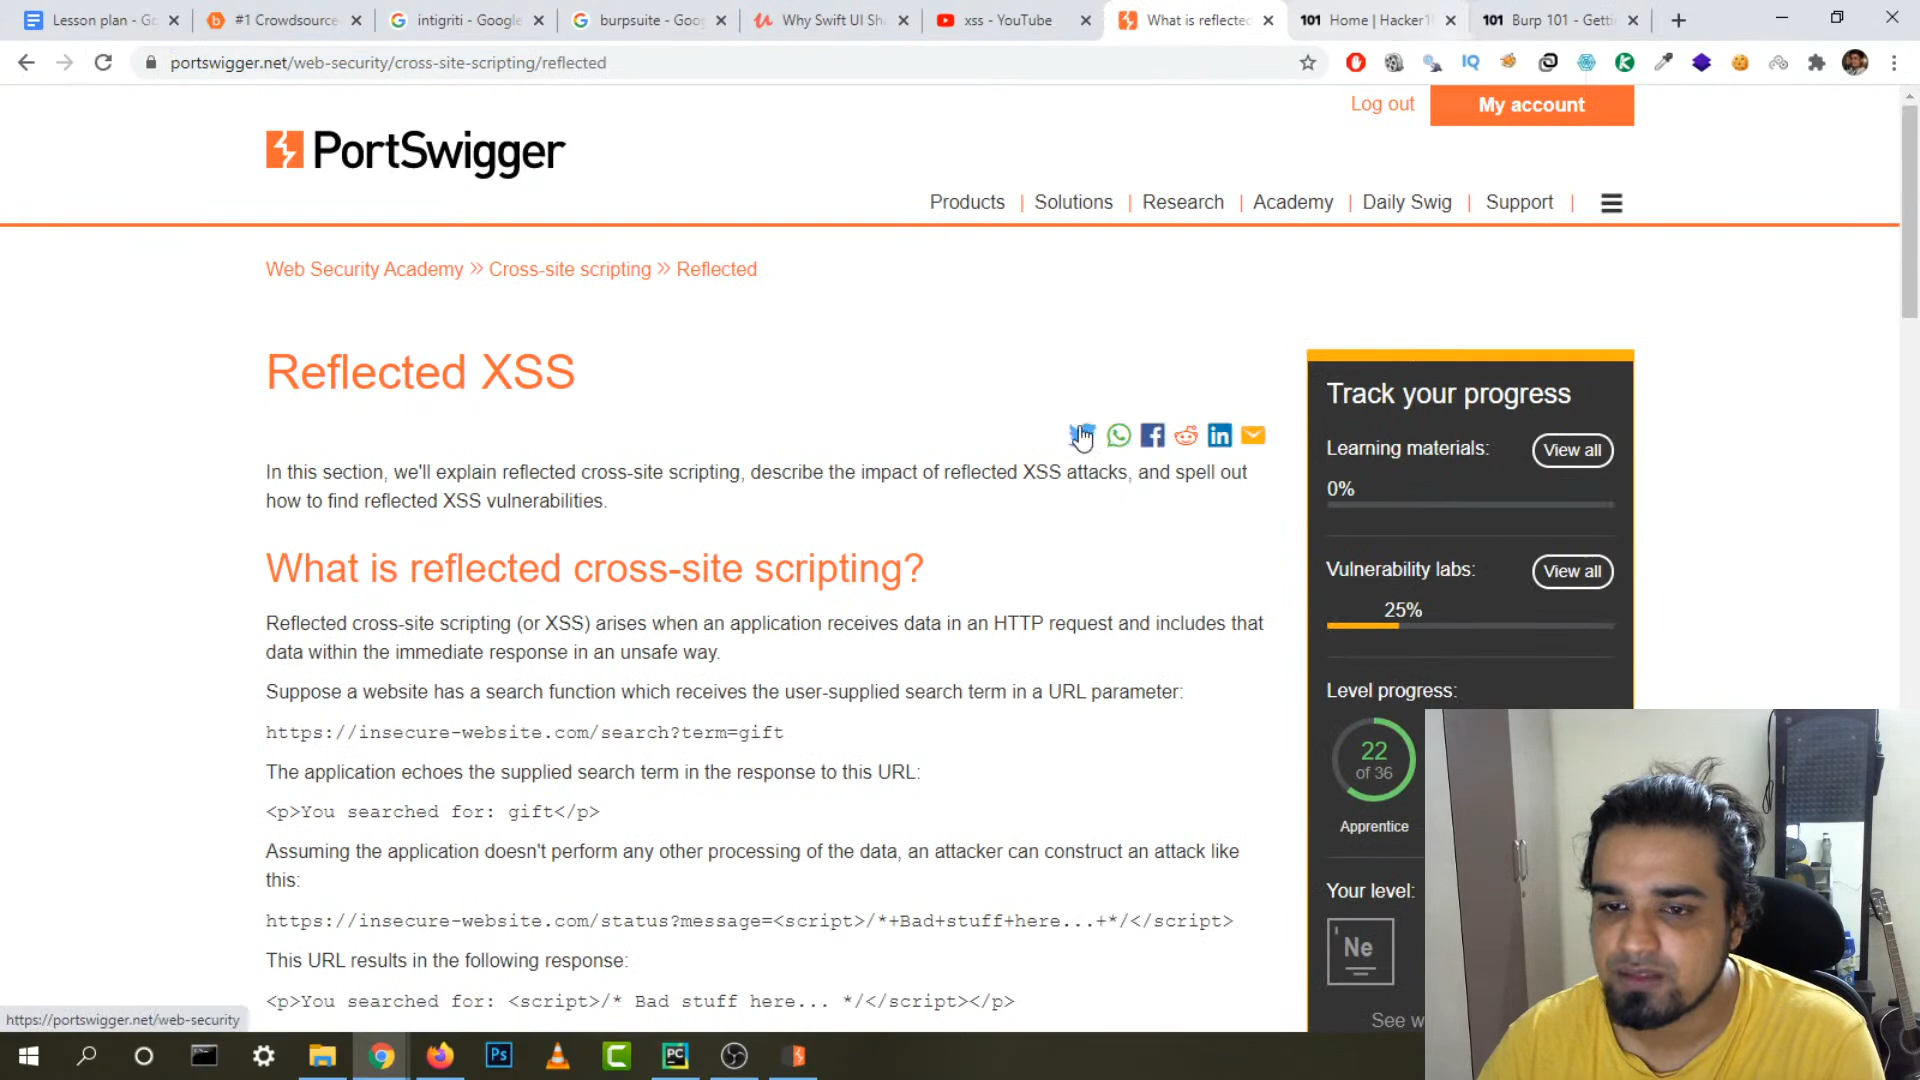 Lesson plan - Go
#1 Crowdsource
intigriti - Google
burpsuite - Goo
Why Swift UI Sh
xss - YouTube
What is reflected
101 Home | Hacker1
101 Burp 101 - Getti
portswigger.net/web-security/cross-site-scripting/reflected
IQ
Log out
My account
PortSwigger
Products | Solutions | Research | Academy | Daily Swig | Support |
Web Security Academy >> Cross-site scripting >> Reflected
Reflected XSS
In this section, we'll explain reflected cross-site scripting, describe the impact of reflected XSS attacks, and spell out
how to find reflected XSS vulnerabilities.
What is reflected cross-site scripting?
Reflected cross-site scripting (or XSS) arises when an application receives data in an HTTP request and includes that
data within the immediate response in an unsafe way.
Suppose a website has a search function which receives the user-supplied search term in a URL parameter:
https://insecure-website.com/search?term=gift
The application echoes the supplied search term in the response to this URL:
<p>You searched for: gift</p>
Assuming the application doesn't perform any other processing of the data, an attacker can construct an attack like
this:
https://insecure-website.com/status?message=<script>/*+Bad+stuff+here...+*/</script>
This URL results in the following response:
<p>You searched for: <script>/* Bad stuff here... */</script></p>
Track your progress
Learning materials:
View all
0%
Vulnerability labs:
View all
25%
Level progress:
22
of 36
Apprentice
Your level:
Ne
See w
https://portswigger.net/web-security
Ps
PC